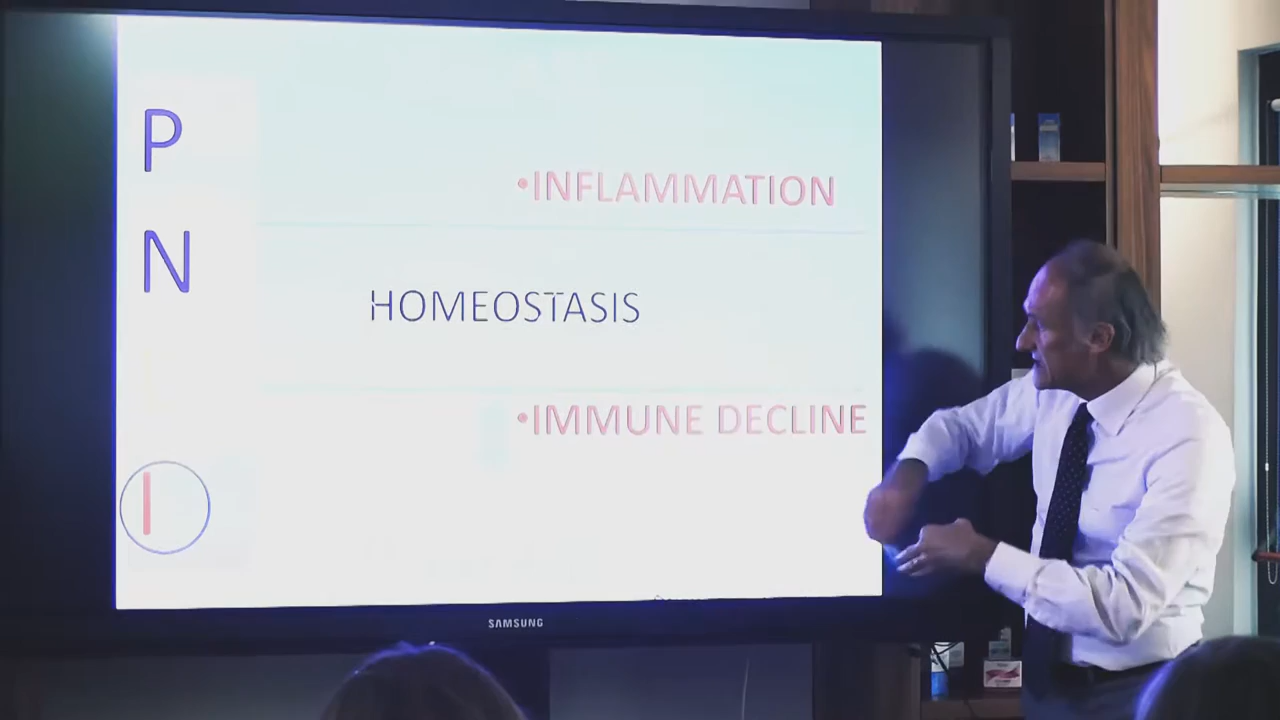 P
•INFLAMMATION
N
HOMEOSTASIS
•IMMUNE DECLINE
I
SAMSUNG